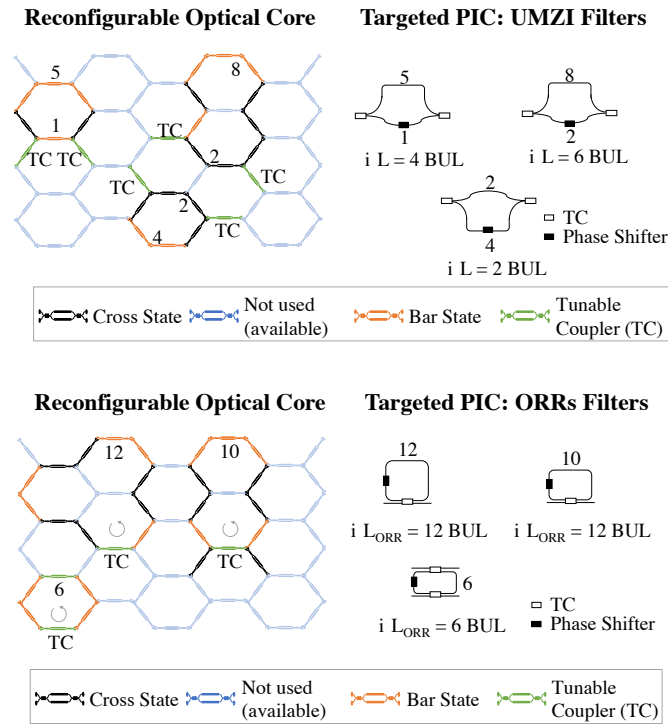 Reconfigurable Optical Core
Targeted PIC: UMZI Filters
5
8
1
TC
TC TC
2
TC
TC
2
TC
4
5
1
i L = 4 BUL
8
2
i L = 6 BUL
2
4
i L = 2 BUL
TC
Phase Shifter
Cross State
Not used
(available)
Bar State
Tunable
Coupler (TC)
Reconfigurable Optical Core
Targeted PIC: ORRs Filters
12
10
TC
TC
6
TC
12
i LORR = 12 BUL
10
i LORR = 12 BUL
6
i LORR = 6 BUL
TC
Phase Shifter
Cross State
Not used
(available)
Bar State
Tunable
Coupler (TC)